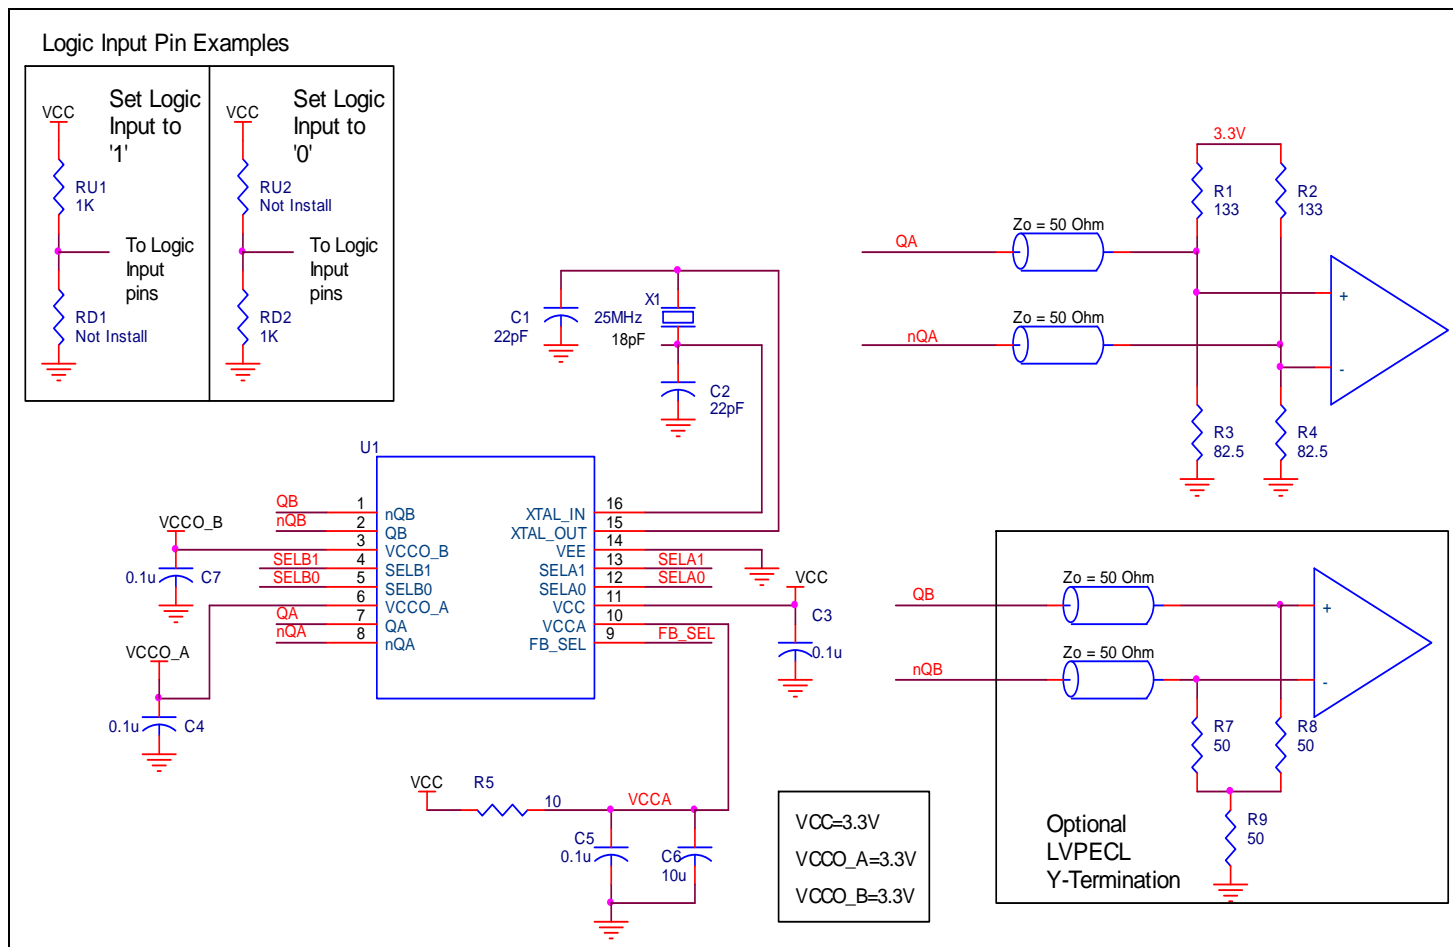 Logic Input Pin Examples
VCC
Set Logic
Input to
'1'
RU1
1K
To Logic
Input
pins
RD1
Not Install
VCC
Set Logic
Input to
'0'
RU2
Not Install
To Logic
Input
pins
RD2
1K
C1
22pF
X1
25MHz
18pF
C2
22pF
3.3V
R1
133
R2
133
Zo = 50 Ohm
QA
Zo = 50 Ohm
nQA
+
-
R3
82.5
R4
82.5
U1
QB
1
nQB
nQB
2
QB
VCCO_B
3
VCCO_B
SELB1
4
SELB1
SELB0
5
SELB0
6
VCCO_A
QA
7
QA
nQA
8
nQA
0.1u
C7
VCCO_A
0.1u
C4
16
XTAL_IN
15
XTAL_OUT
14
VEE
13
SELA1
SELA1
12
SELA0
SELA0
11
VCC
10
VCCA
9
FB_SEL
FB_SEL
VCC
C3
0.1u
VCC
R5
10
VCCA
C5
0.1u
C6
10u
VCC=3.3V
VCCO_A=3.3V
VCCO_B=3.3V
QB
Zo = 50 Ohm
nQB
Zo = 50 Ohm
+
-
R7
50
R8
50
R9
50
Optional
LVPECL
Y-Termination